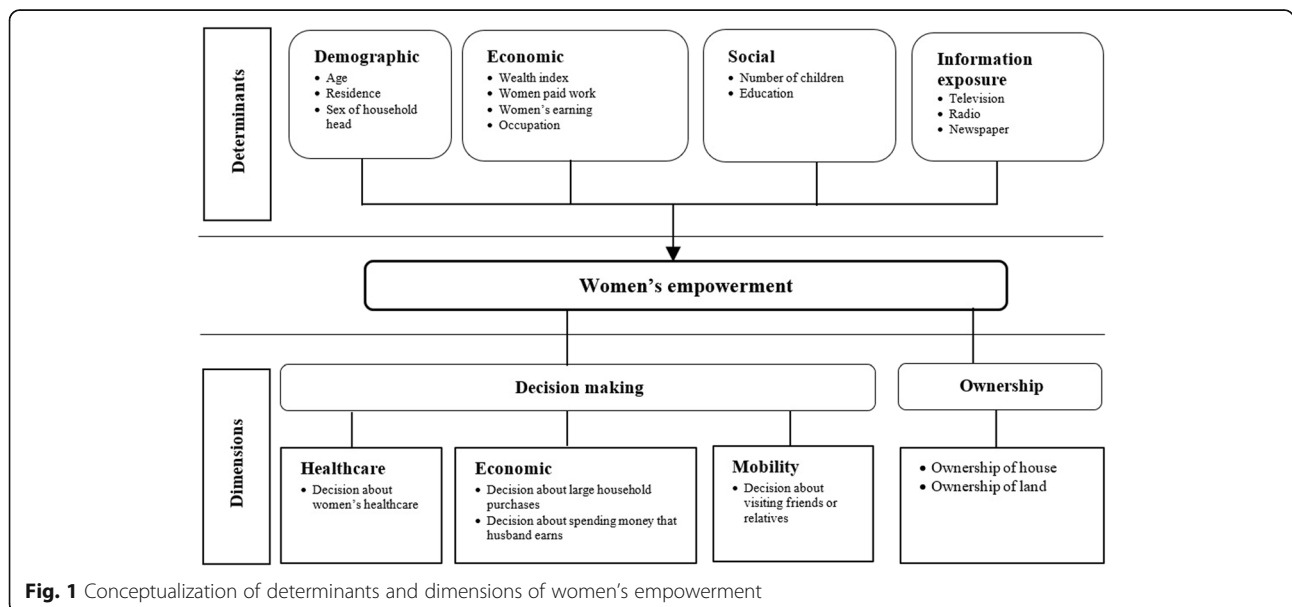 Determinants
Demographic
• Age
• Residence
• Sex of household
head
Economic
• Wealth index
• Women paid work
• Women's earning
• Occupation
Social
• Number of children
• Education
Information
exposure
• Television
• Radio
• Newspaper
Women's empowerment
Dimensions
Decision making
Ownership
Healthcare
• Decision about
women's healthcare
Economic
• Decision about large household
purchases
• Decision about spending money that
husband earns
Mobility
• Decision about
visiting friends or
relatives
• Ownership of house
• Ownership of land
Fig. 1 Conceptualization of determinants and dimensions of women's empowerment